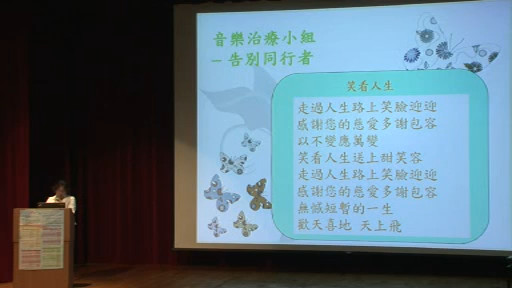 音樂治療小組
– 告別同行者
笑看人生
走過人生路上笑臉迎迎
感謝您的慈愛多謝包容
以不變應萬變
笑看人生送上甜笑容
走過人生路上笑臉迎迎
感謝您的慈愛多謝包容
無憾短暫的一生
歡天喜地 天上飛